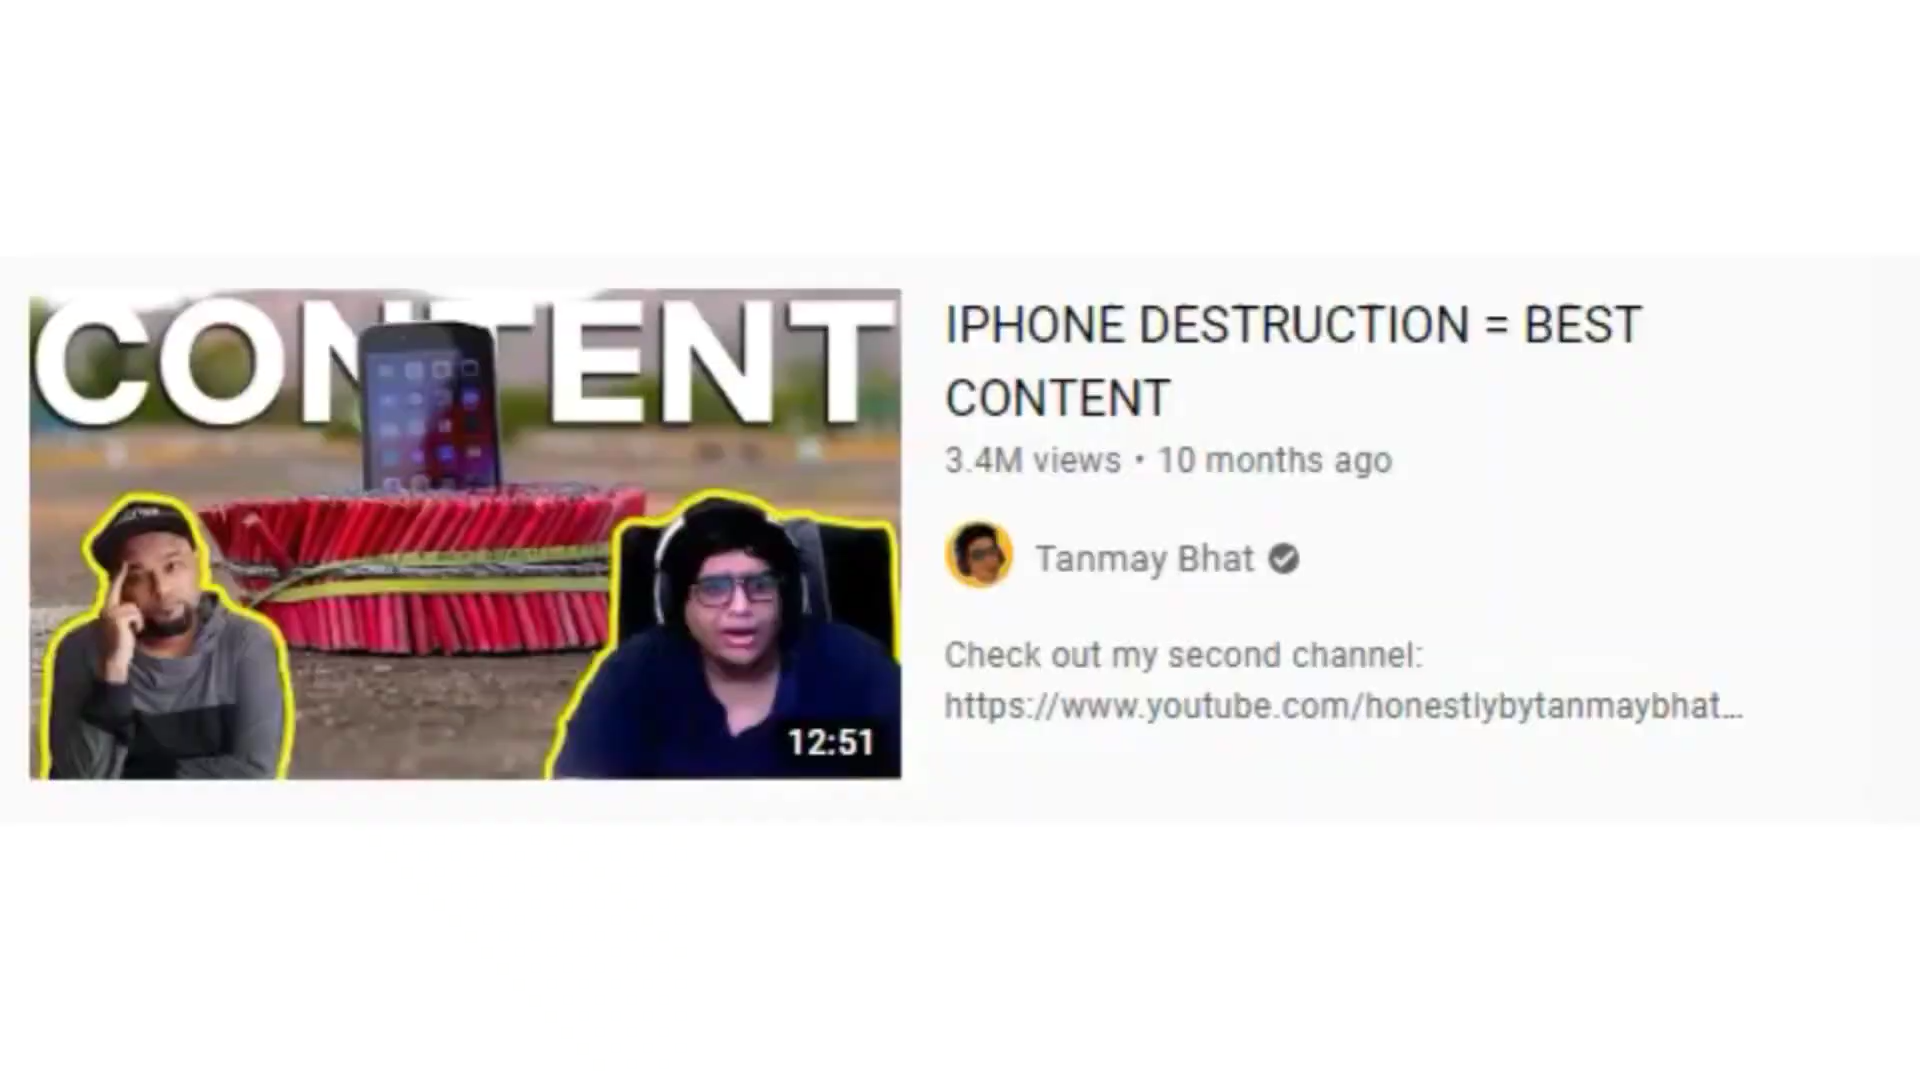 CONTENT
12:51
IPHONE DESTRUCTION = BEST
CONTENT
3.4M views • 10 months ago
Tanmay Bhat
Check out my second channel:
https://www.youtube.com/honestlybytanmaybhat...